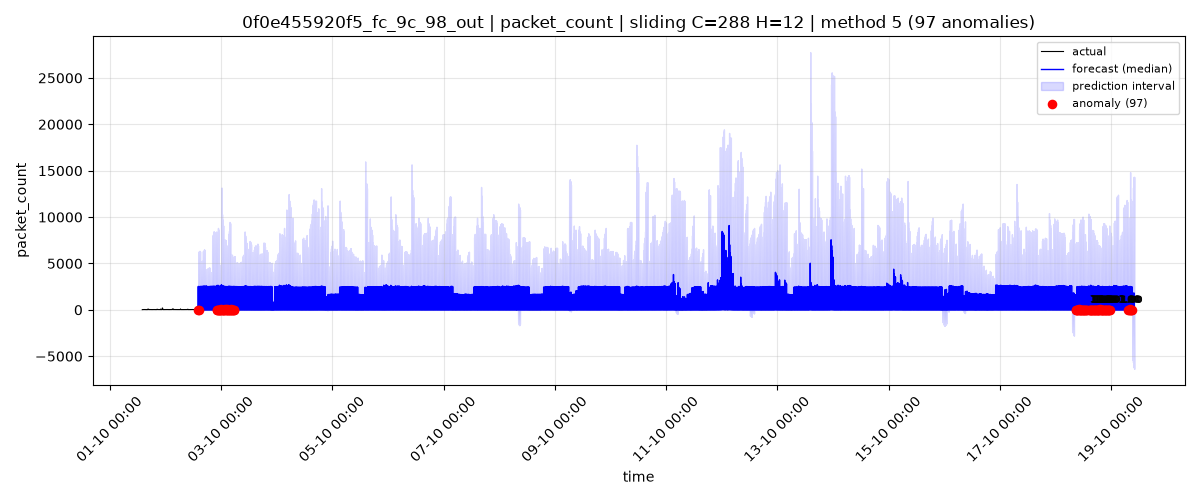 0f0e455920f5_fc_9c_98_out | packet_count | sliding C=288 H=12 | method 5 (97 anomalies)
actual
forecast (median)
prediction interval
anomaly (97)
packet_count
25000
20000
15000
10000
5000
0
−5000
01-10 00:00
03-10 00:00
05-10 00:00
07-10 00:00
09-10 00:00
11-10 00:00
13-10 00:00
15-10 00:00
17-10 00:00
19-10 00:00
time